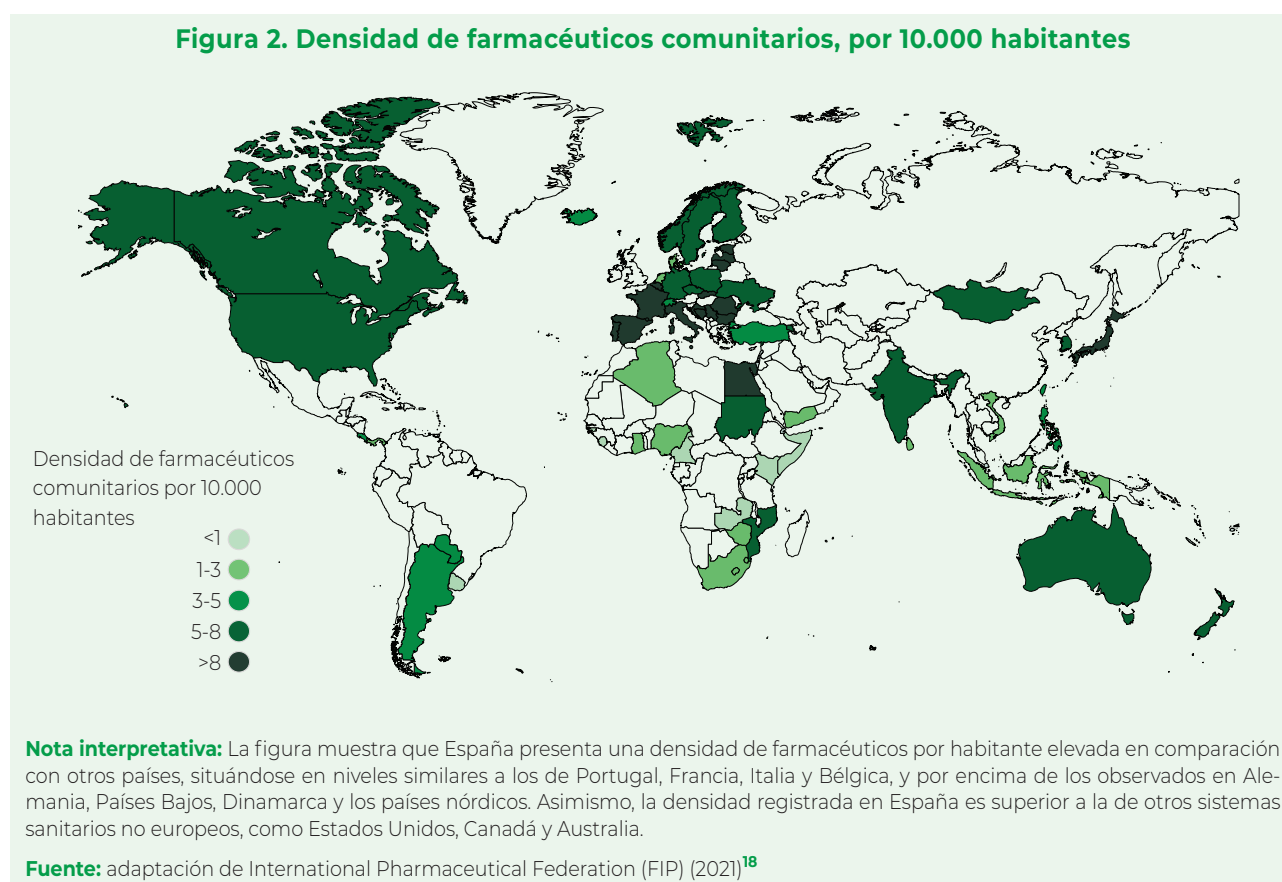 Figura 2. Densidad de farmacéuticos comunitarios, por 10.000 habitantes
Densidad de farmacéuticos
comunitarios por 10.000
habitantes
<1
1-3
3-5
5-8
>8
Nota interpretativa: La figura muestra que España presenta una densidad de farmacéuticos por habitante elevada en comparación
con otros países, situándose en niveles similares a los de Portugal, Francia, Italia y Bélgica, y por encima de los observados en Ale-
mania, Países Bajos, Dinamarca y los países nórdicos. Asimismo, la densidad registrada en España es superior a la de otros sistemas
sanitarios no europeos, como Estados Unidos, Canadá y Australia.
Fuente: adaptación de International Pharmaceutical Federation (FIP) (2021)18